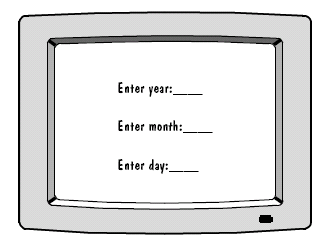 Enter year:____
Enter month:____
Enter day:____